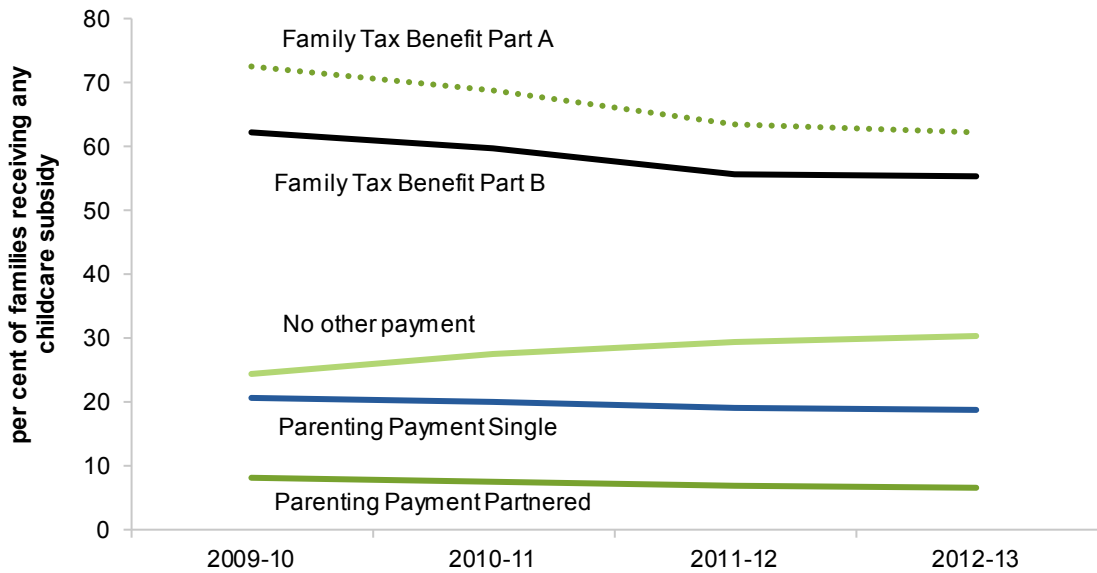 per cent of families receiving any
childcare subsidy
80
70
60
50
40
30
20
10
0
Family Tax Benefit Part A
Family Tax Benefit Part B
No other payment
Parenting Payment Single
Parenting Payment Partnered
2009-10
2010-11
2011-12
2012-13